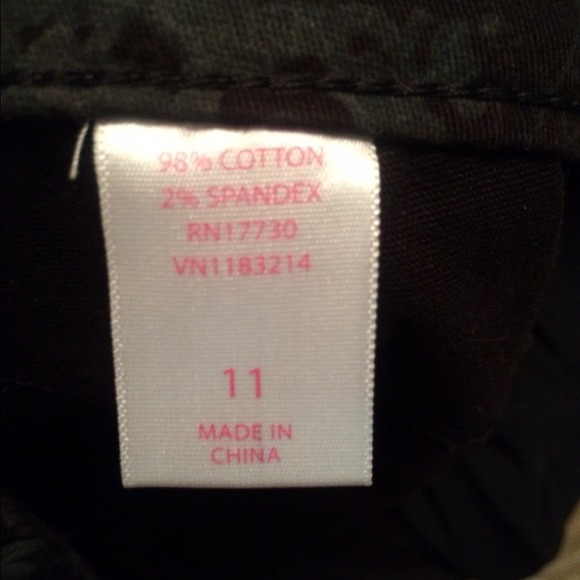 98% COTTON
2% SPANDEX
RN17730
VN1183214
11
MADE IN
CHINA